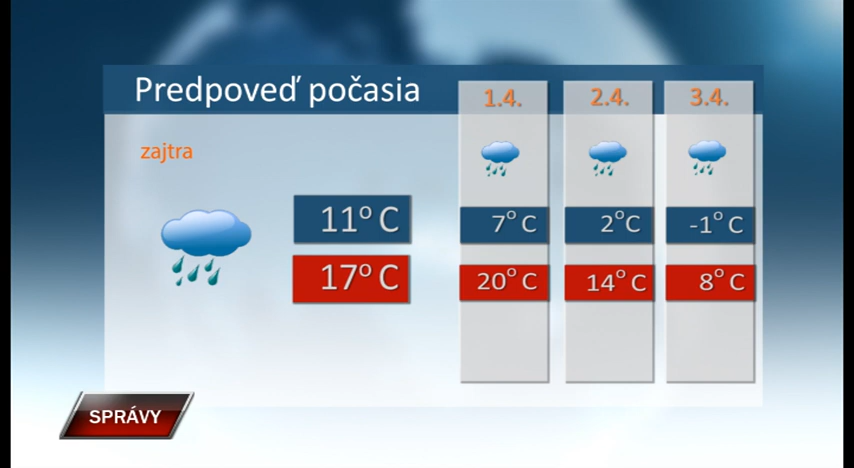 Predpoveď počasia
zajtra
11° C
17° C
1.4.
7° C
20° C
2.4.
2°C
14° C
3.4.
-1° C
8° C
SPRÁVY